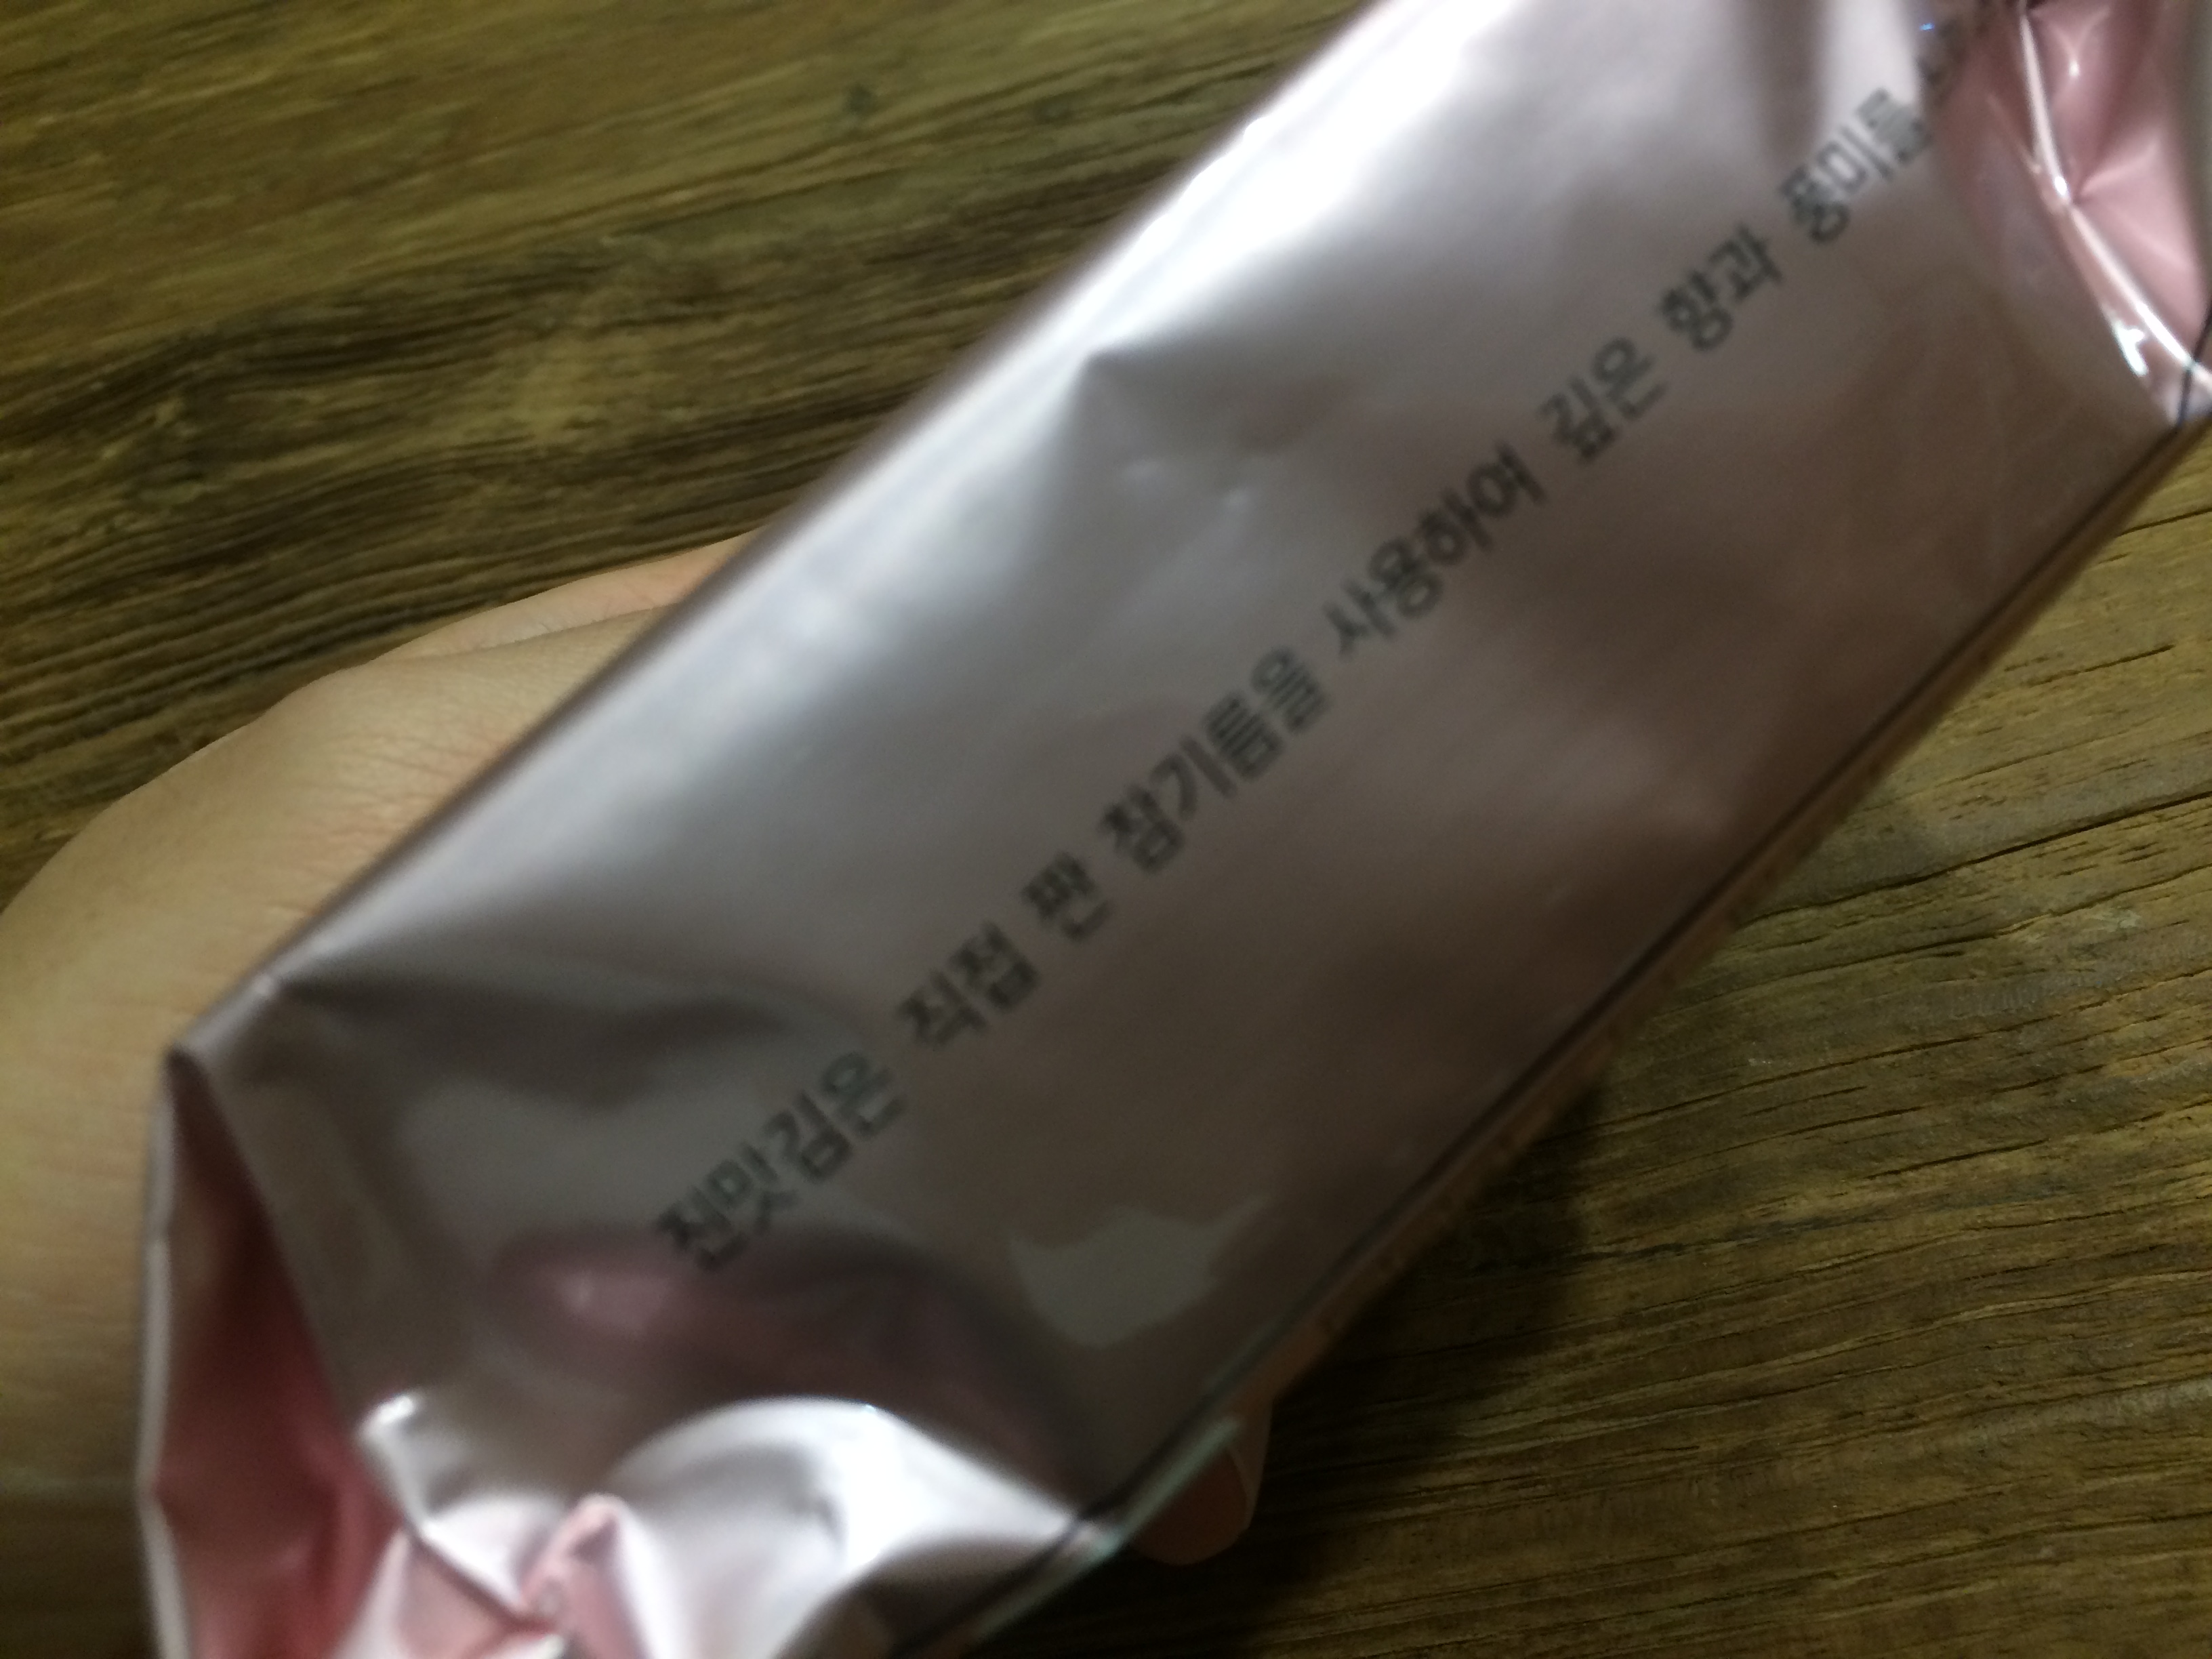 진맛김은 직접 짠 참기름을 사용하여 깊은 향과 풍미를